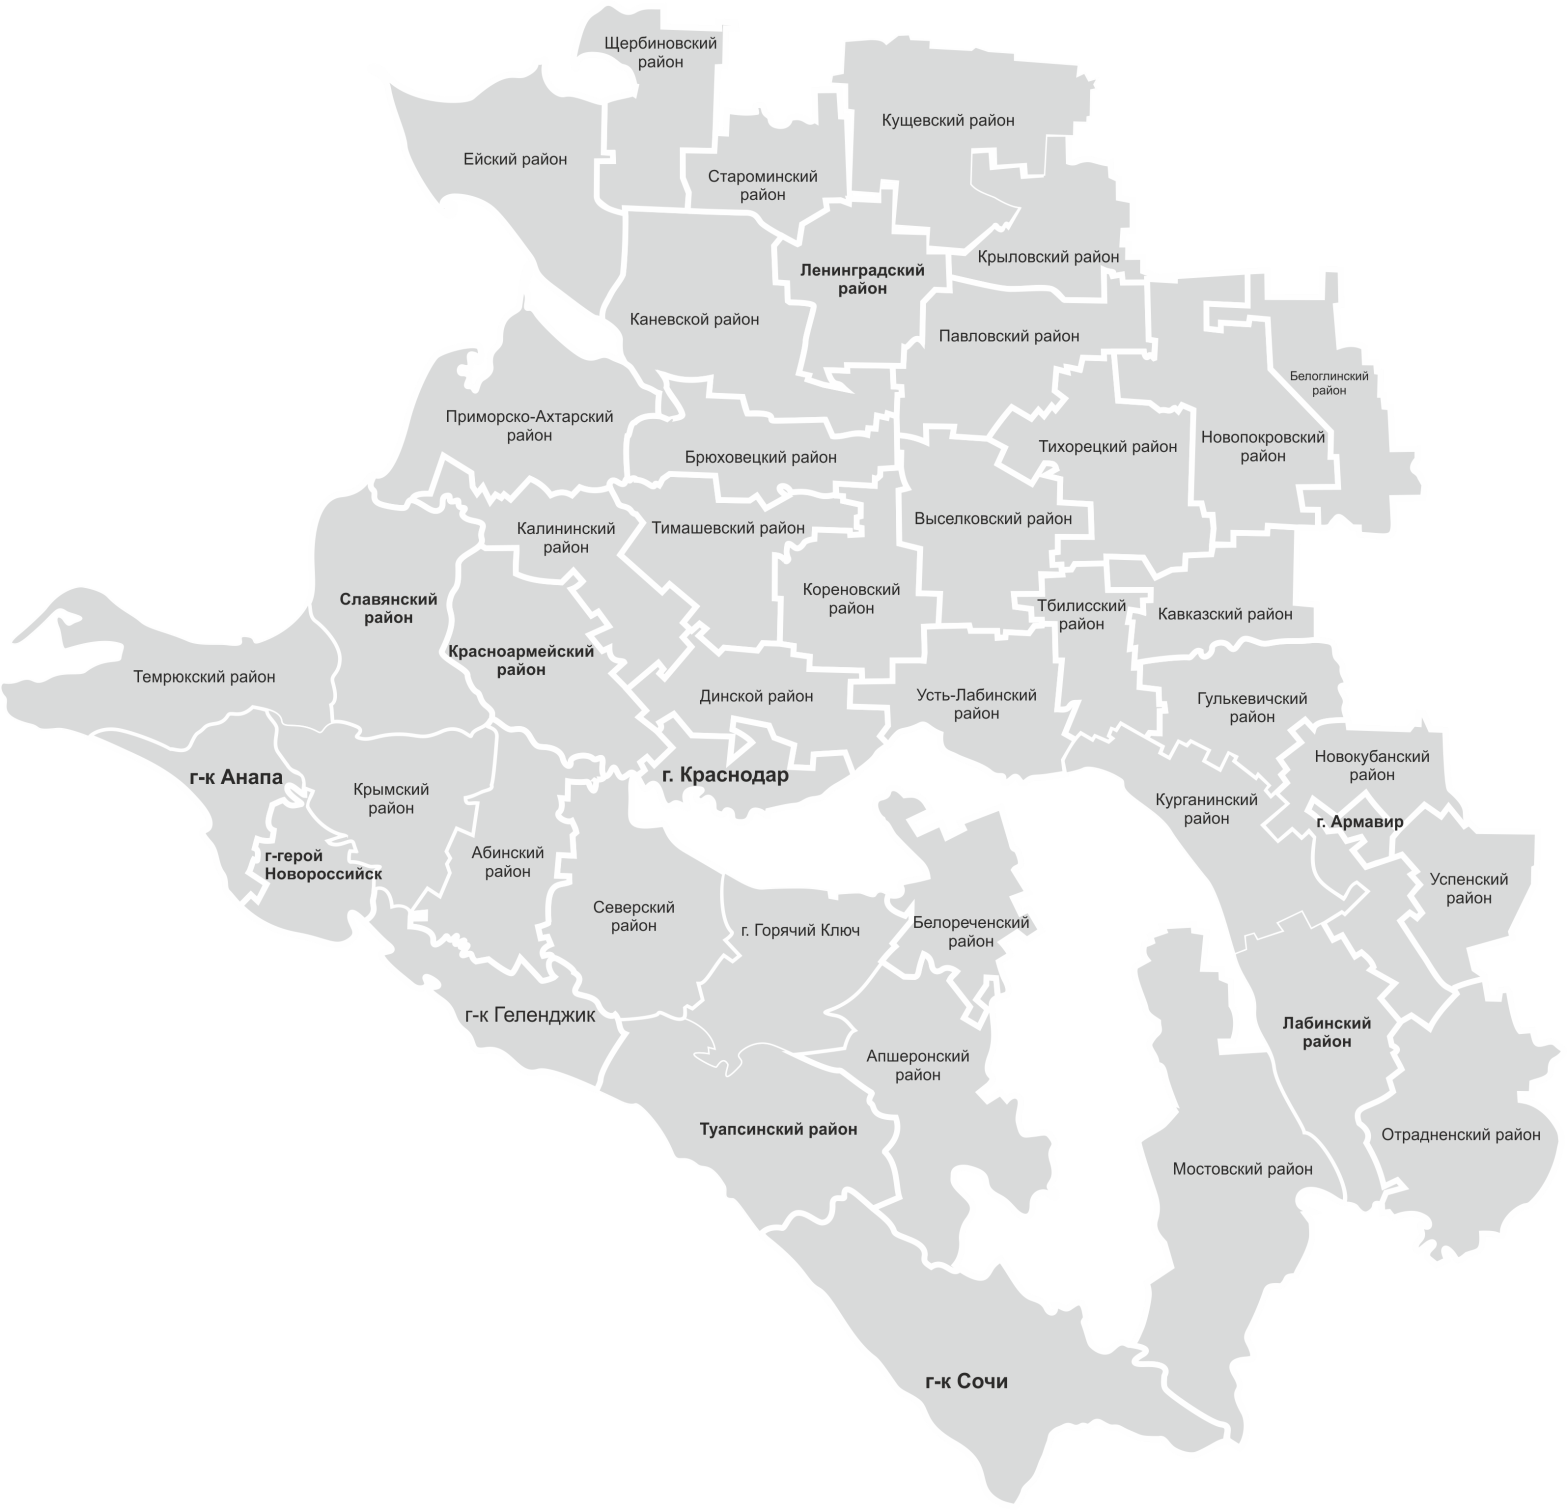 Щербиновский
район
Кущевский район
Ейский район
Староминский
район
Крыловский район
Ленинградский
район
Каневской район
Павловский район
Белоглинский
район
Приморско-Ахтарский
район
Тихорецкий район
Новопокровский
район
Брюховецкий район
Выселковский район
Калининский
район
Тимашевский район
Кореновский
район
Славянский
район
Тбилисский
район
Кавказский район
Красноармейский
район
Темрюкский район
Динской район
Усть-Лабинский
район
Гулькевичский
район
г-к Анапа
г. Краснодар
Новокубанский
район
Крымский
район
Курганинский
район
г. Армавир
г-герой
Новороссийск
Абинский
район
Успенский
район
Северский
район
г. Горячий Ключ
Белореченский
район
г-к Геленджик
Лабинский
район
Апшеронский
район
Туапсинский район
Отрадненский район
Мостовский район
г-к Сочи